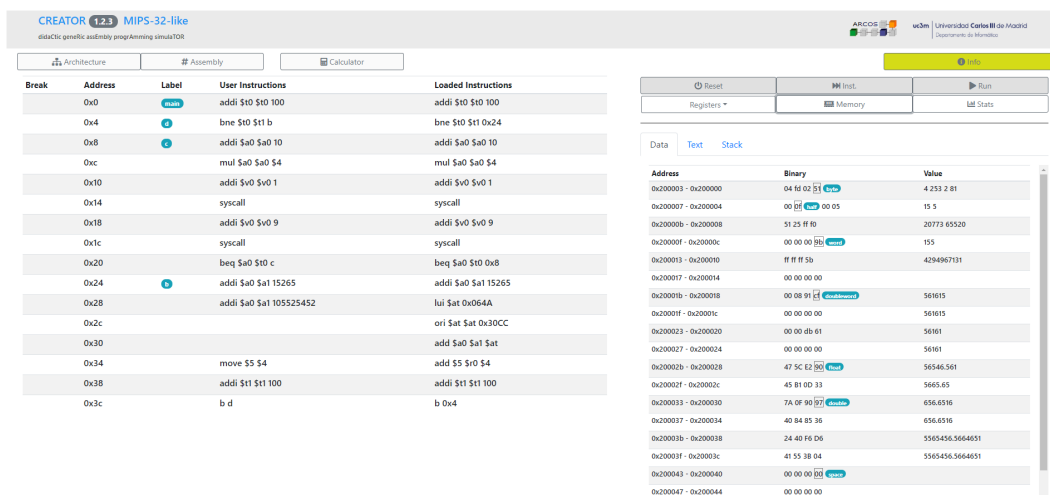 CREATOR 1.2.3 MIPS-32-like
didaCtic geneRic assEmbly progrAmming simulaTOR
ARCOS
uc3m Universidad Carlos III de Madrid
Departamento de Informática
Architecture # Assembly Calculator
Info
Break Address Label User Instructions Loaded Instructions
0x0 main addi $t0 $t0 100 addi $t0 $t0 100
0x4 d bne $t0 $t1 b bne $t0 $t1 0x24
0x8 c addi $a0 $a0 10 addi $a0 $a0 10
0xc mul $a0 $a0 $4 mul $a0 $a0 $4
0x10 addi $v0 $v0 1 addi $v0 $v0 1
0x14 syscall syscall
0x18 addi $v0 $v0 9 addi $v0 $v0 9
0x1c syscall syscall
0x20 beq $a0 $t0 c beq $a0 $t0 0x8
0x24 b addi $a0 $a1 15265 addi $a0 $a1 15265
0x28 addi $a0 $a1 105525452 lui $at 0x064A
0x2c ori $at $at 0x30CC
0x30 add $a0 $a1 $at
0x34 move $5 $4 add $5 $r0 $4
0x38 addi $t1 $t1 100 addi $t1 $t1 100
0x3c b d b 0x4
Reset Inst. Run
Registers Memory Stats
Data Text Stack
Address Binary Value
0x200003 - 0x200000 04 fd 02 51 byte 4 253 2 81
0x200007 - 0x200004 00 0f half 00 05 15 5
0x20000b - 0x200008 51 25 ff f0 20773 65520
0x20000f - 0x20000c 00 00 00 9b word 155
0x200013 - 0x200010 ff ff ff 5b 4294967131
0x200017 - 0x200014 00 00 00 00
0x20001b - 0x200018 00 08 91 cf doubleword 561615
0x20001f - 0x20001c 00 00 00 00 561615
0x200023 - 0x200020 00 00 db 61 56161
0x200027 - 0x200024 00 00 00 00 56161
0x20002b - 0x200028 47 5C E2 90 float 56546.561
0x20002f - 0x20002c 45 B1 0D 33 5665.65
0x200033 - 0x200030 7A 0F 90 97 double 656.6516
0x200037 - 0x200034 40 84 85 36 656.6516
0x20003b - 0x200038 24 40 F6 D6 5565456.5664651
0x20003f - 0x20003c 41 55 3B 04 5565456.5664651
0x200043 - 0x200040 00 00 00 00 space
0x200047 - 0x200044 00 00 00 00